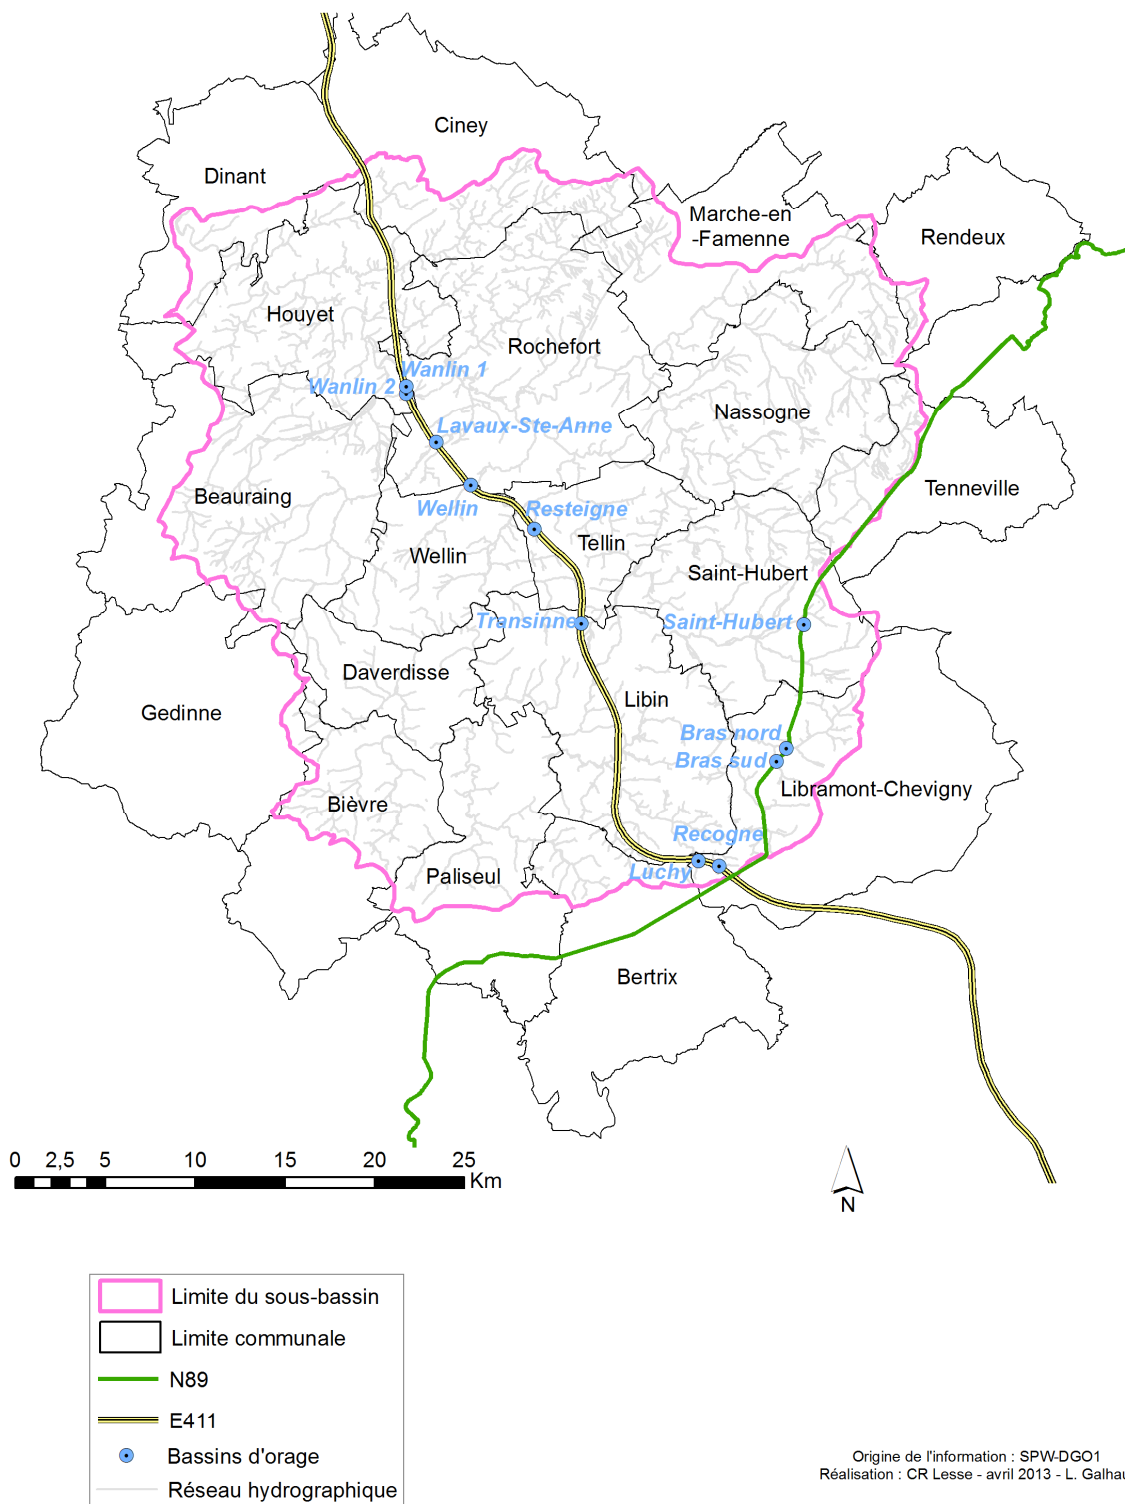 Ciney
Dinant
Marche-en
-Famenne
Rendeux
Houyet
Rochefort
Wanlin 1
Wanlin 2
Nassogne
Lavaux-Ste-Anne
Beauraing
Tenneville
Wellin
Resteigne
Tellin
Wellin
Saint-Hubert
Transinne
Saint-Hubert
Daverdisse
Libin
Gedinne
Bras nord
Bras sud
Libramont-Chevigny
Bièvre
Recogne
Luchy
Paliseul
Bertrix
0 2,5 5 10 15 20 25
Km
N
Limite du sous-bassin
Limite communale
N89
E411
Bassins d'orage
Réseau hydrographique
Origine de l'information : SPW-DGO1
Réalisation : CR Lesse - avril 2013 - L. Galhau